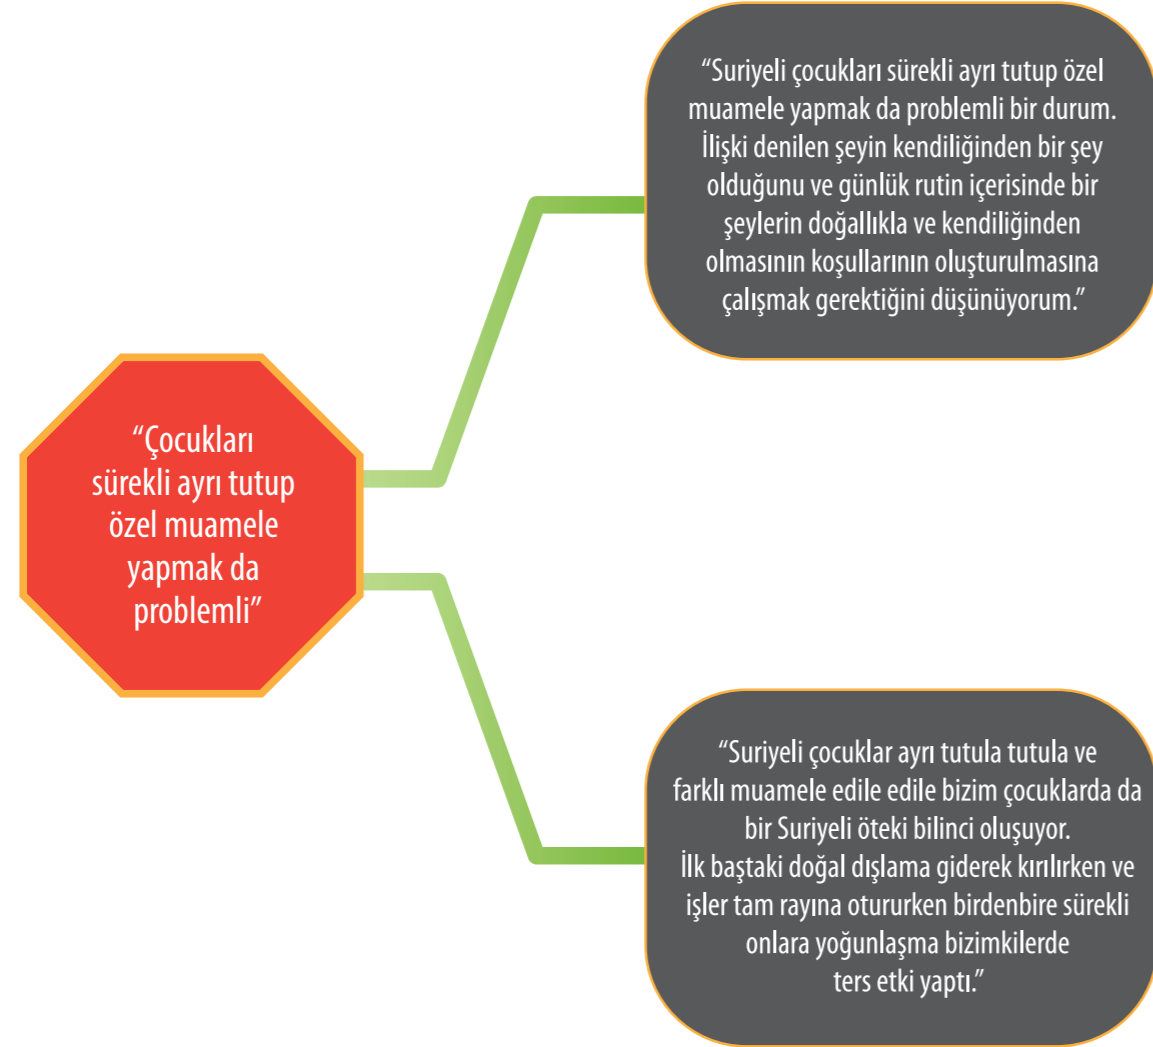 “Suriyeli çocukları sürekli ayrı tutup özel
muamele yapmak da problemli bir durum.
İlişki denilen şeyin kendiliğinden bir şey
olduğunu ve günlük rutin içerisinde bir
şeylerin doğallıkla ve kendiliğinden
olmasının koşullarının oluşturulmasına
çalışmak gerektiğini düşünüyorum.”
“Çocukları
sürekli ayrı tutup
özel muamele
yapmak da
problemli”
“Suriyeli çocuklar ayrı tutula tutula ve
farklı muamele edile edile bizim çocuklarda da
bir Suriyeli öteki bilinci oluşuyor.
İlk baştaki doğal dışlama giderek kırılırken ve
işler tam rayına otururken birdenbire sürekli
onlara yoğunlaşma bizimkilerde
ters etki yaptı.”